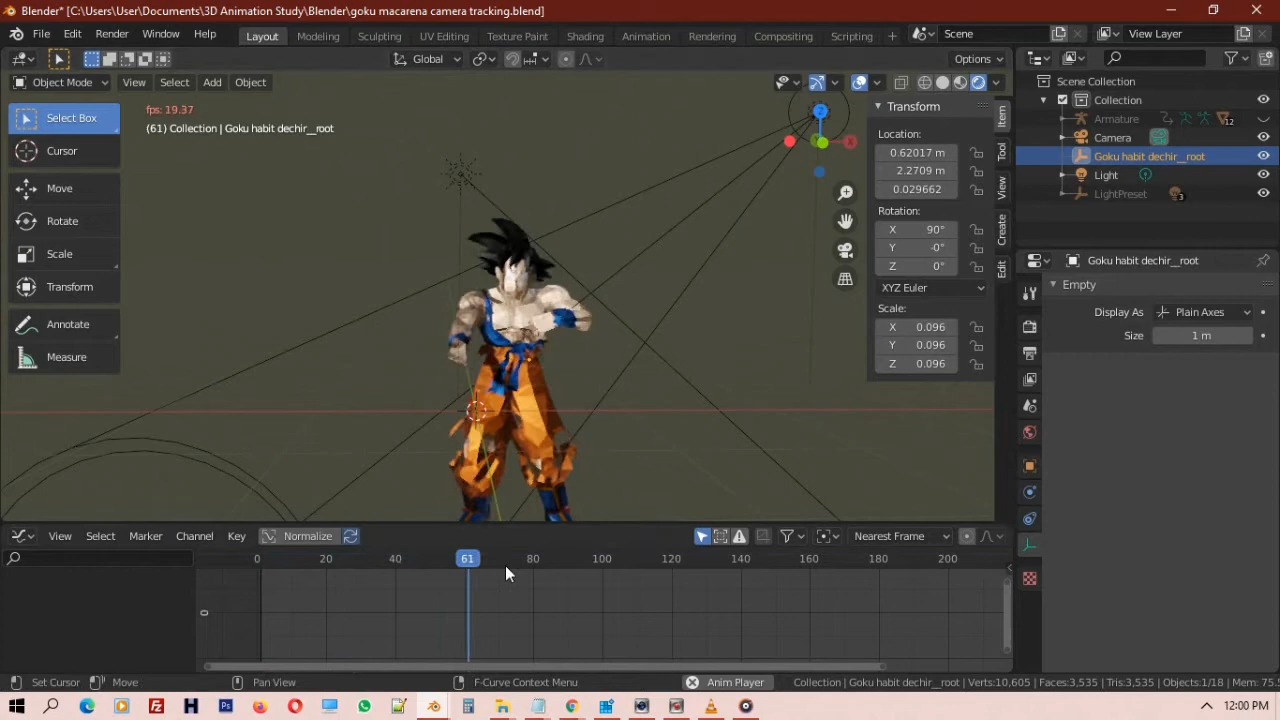 Blender* [C:\Users\User\Documents\3D Animation Study\Blender\goku macarena camera tracking.blend]
File Edit Render Window Help Layout Modeling Sculpting UV Editing Texture Paint Shading Animation Rendering Compositing Scripting + Scene View Layer
Global Options
Object Mode View Select Add Object
Scene Collection
Collection
Armature 12
Camera
Goku habit dechir__root
Light
LightPreset 3
Select Box
Cursor
Move
Rotate
Scale
Transform
Annotate
Measure
fps: 19.37
(61) Collection | Goku habit dechir__root
X
Transform
Location:
0.62017 m
2.2709 m
0.029662
Rotation:
X 90°
Y -0°
Z 0°
XYZ Euler
Scale:
X 0.096
Y 0.096
Z 0.096
Item
Tool
View
Create
Edit
Goku habit dechir__root
Empty
Display As Plain Axes
Size 1 m
View Select Marker Channel Key Normalize Nearest Frame
0 20 40 61 80 100 120 140 160 180 200
0
Set Cursor Move Pan View F-Curve Context Menu Anim Player Collection | Goku habit dechir__root | Verts:10,605 | Faces:3,535 | Tris:3,535 | Objects:1/18 | Mem: 75.
12:00 PM